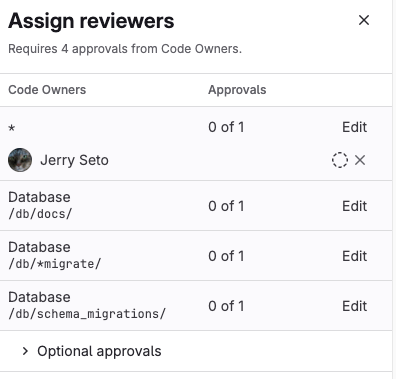 Assign reviewers
Requires 4 approvals from Code Owners.
Code Owners Approvals
* 0 of 1 Edit
Jerry Seto
Database
/db/docs/ 0 of 1 Edit
Database
/db/*migrate/ 0 of 1 Edit
Database
/db/schema_migrations/ 0 of 1 Edit
Optional approvals